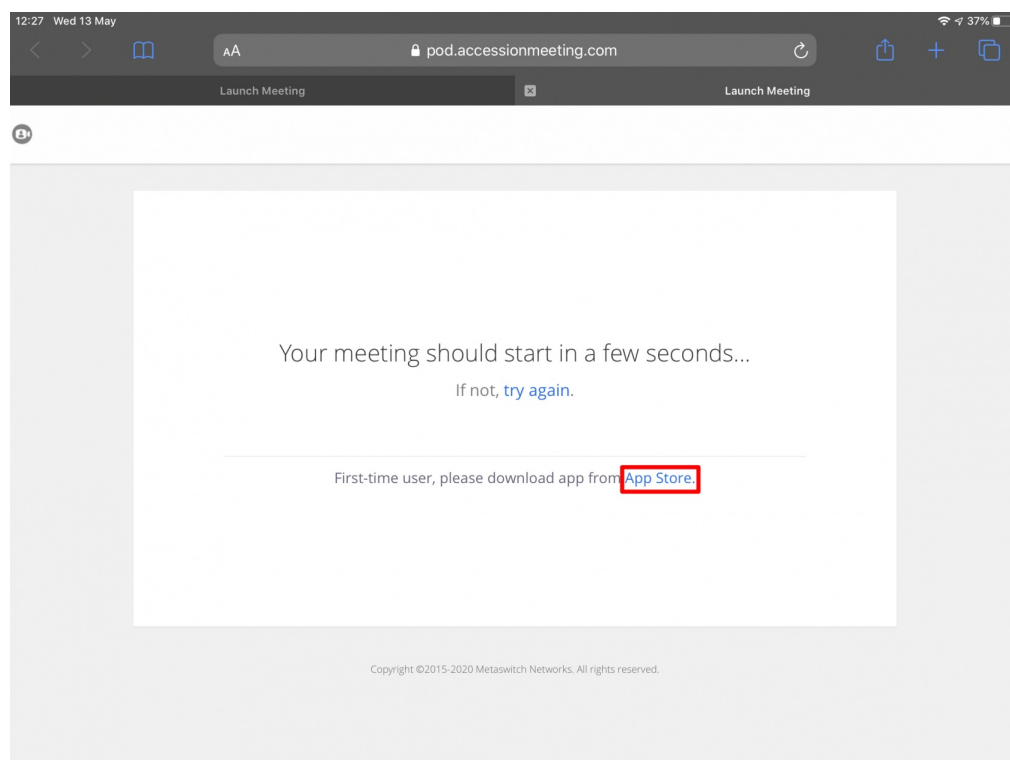 12:27 Wed 13 May 37%
AA pod.accessionmeeting.com
Launch Meeting Launch Meeting
Your meeting should start in a few seconds...
If not, try again.
First-time user, please download app from App Store.
Copyright ©2015-2020 Metaswitch Networks. All rights reserved.